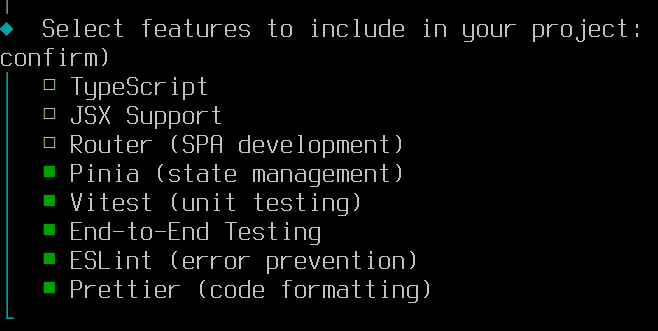 Select features to include in your project:
confirm)
TypeScript
JSX Support
Router (SPA development)
Pinia (state management)
Vitest (unit testing)
End-to-End Testing
ESLint (error prevention)
Prettier (code formatting)